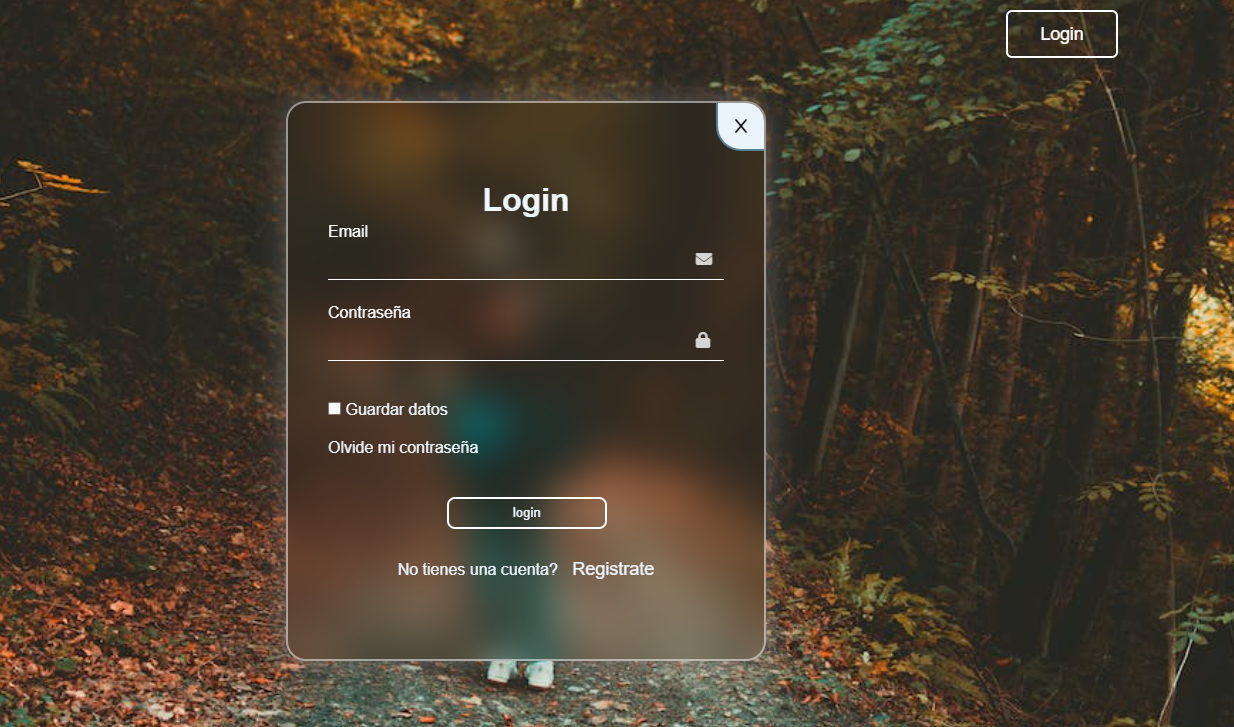 Login
X
Login
Email
Contraseña
Guardar datos
Olvide mi contraseña
login
No tienes una cuenta? Registrate